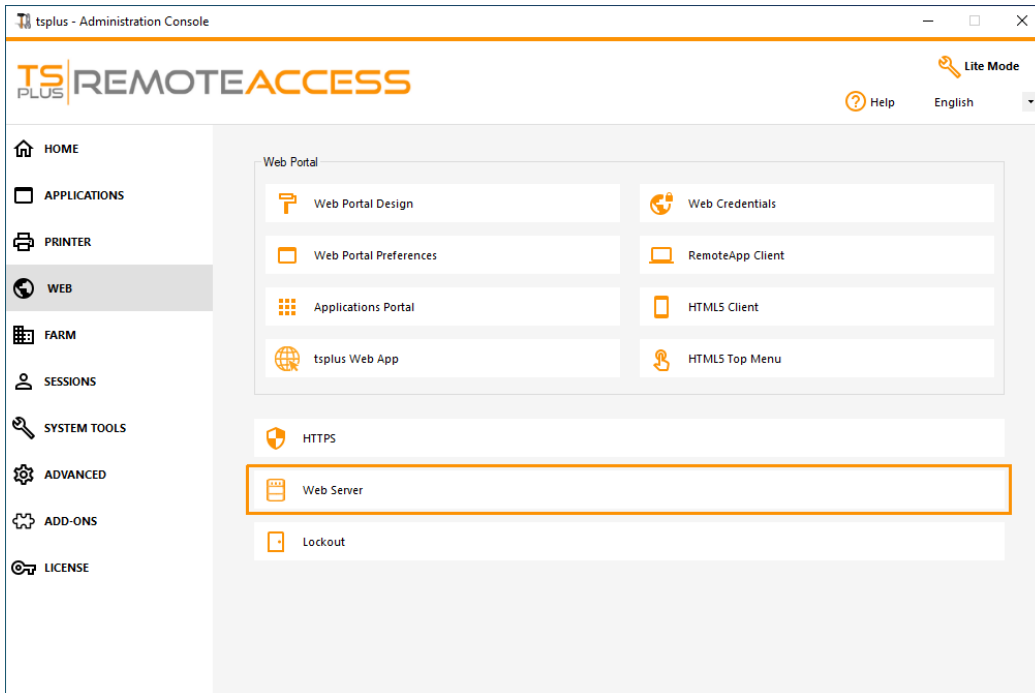 tsplus - Administration Console
TS PLUS REMOTEACCESS
Lite Mode
Help
English
HOME
APPLICATIONS
PRINTER
WEB
FARM
SESSIONS
SYSTEM TOOLS
ADVANCED
ADD-ONS
LICENSE
Web Portal
Web Portal Design
Web Credentials
Web Portal Preferences
RemoteApp Client
Applications Portal
HTML5 Client
tsplus Web App
HTML5 Top Menu
HTTPS
Web Server
Lockout